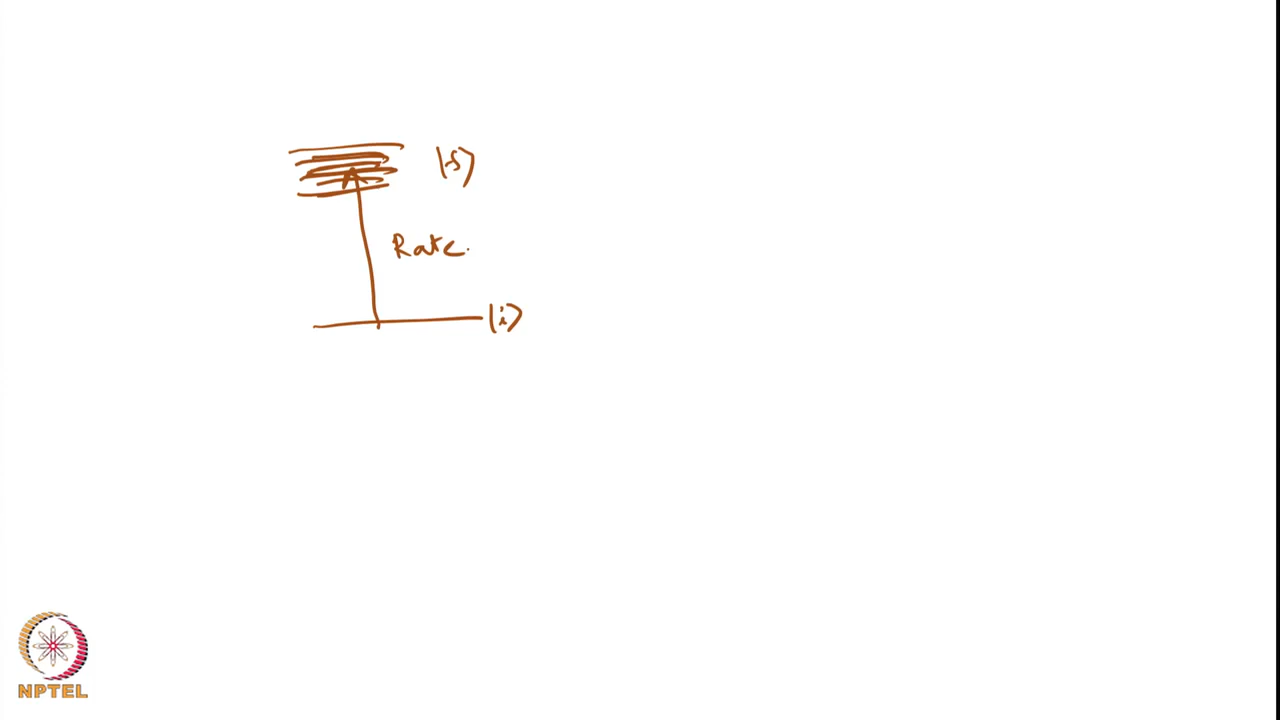 |f⟩
Rate.
|i⟩
NPTEL